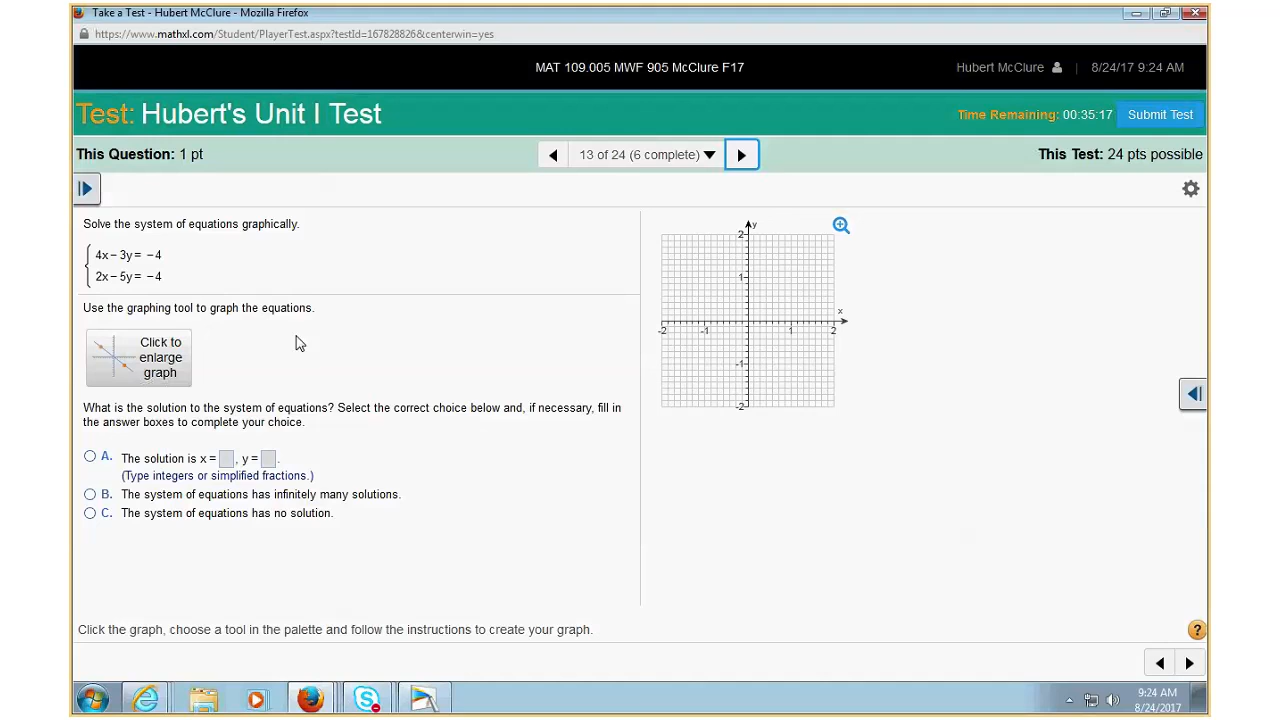 Take a Test - Hubert McClure - Mozilla Firefox
https://www.mathxl.com/Student/PlayerTest.aspx?testId=167828826&centerwin=yes
MAT 109.005 MWF 905 McClure F17
Hubert McClure | 8/24/17 9:24 AM
Test: Hubert's Unit I Test
Time Remaining: 00:35:17 Submit Test
This Question: 1 pt
13 of 24 (6 complete)
This Test: 24 pts possible
Solve the system of equations graphically.
4x − 3y = −4
2x − 5y = −4
Use the graphing tool to graph the equations.
Click to
enlarge
graph
What is the solution to the system of equations? Select the correct choice below and, if necessary, fill in
the answer boxes to complete your choice.
A. The solution is x = , y = .
(Type integers or simplified fractions.)
B. The system of equations has infinitely many solutions.
C. The system of equations has no solution.
y
2
1
x
-2 -1 1 2
-1
-2
Click the graph, choose a tool in the palette and follow the instructions to create your graph.
?
9:24 AM
8/24/2017